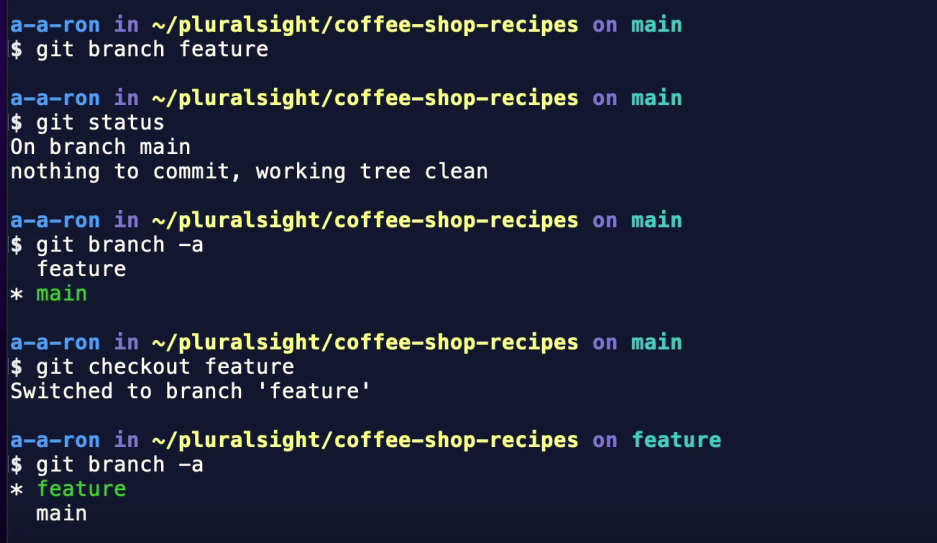 a-a-ron in ~/pluralsight/coffee-shop-recipes on main
$ git branch feature
a-a-ron in ~/pluralsight/coffee-shop-recipes on main
$ git status
On branch main
nothing to commit, working tree clean
a-a-ron in ~/pluralsight/coffee-shop-recipes on main
$ git branch -a
  feature
* main
a-a-ron in ~/pluralsight/coffee-shop-recipes on main
$ git checkout feature
Switched to branch 'feature'
a-a-ron in ~/pluralsight/coffee-shop-recipes on feature
$ git branch -a
* feature
  main